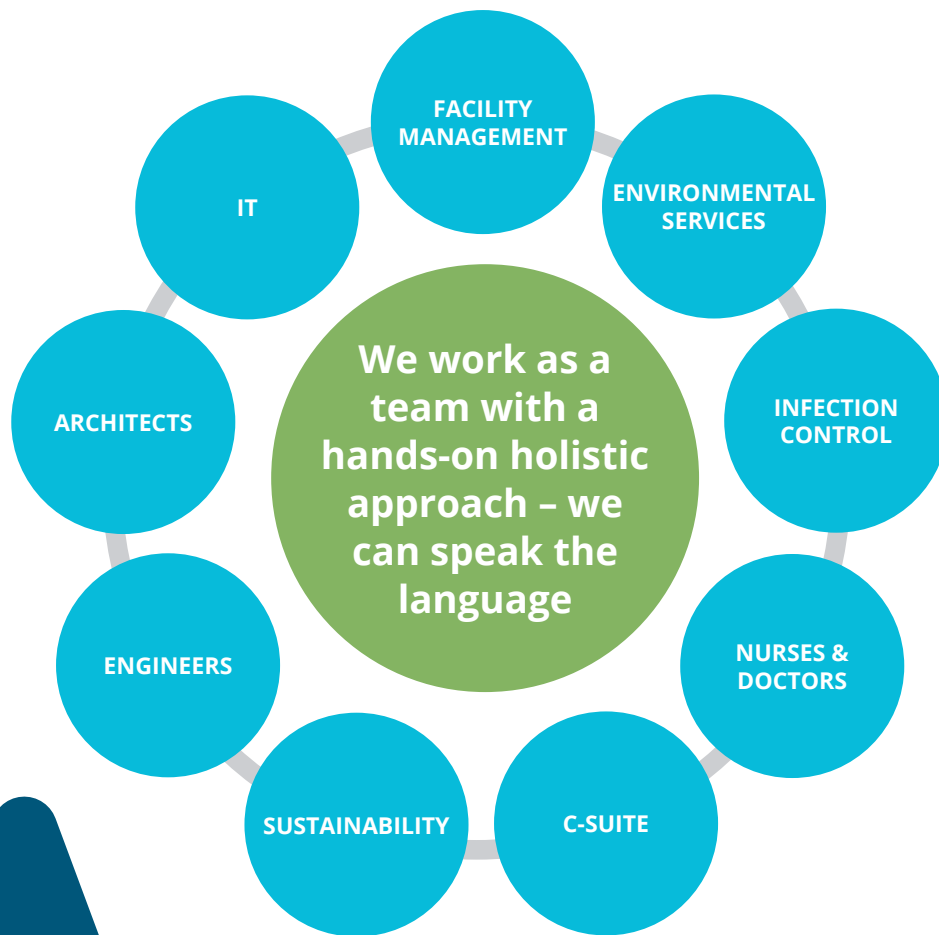 FACILITY
MANAGEMENT
ENVIRONMENTAL
SERVICES
INFECTION
CONTROL
NURSES &
DOCTORS
C-SUITE
SUSTAINABILITY
ENGINEERS
ARCHITECTS
IT
We work as a
team with a
hands-on holistic
approach – we
can speak the
language